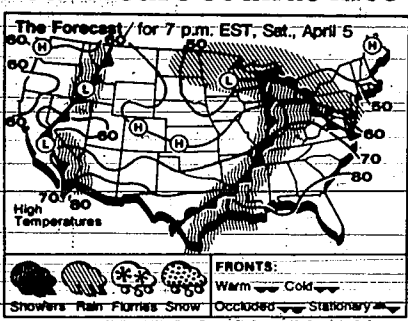 The Forecast / for 7 p.m. EST, Sat., April 5
60 60 50
H H
50
L L
60 60 H H 50
L 60
70
80
70 80
High
Temperatures
Showers Rain Flurries Snow
FRONTS:
Warm Cold
Occluded Stationary